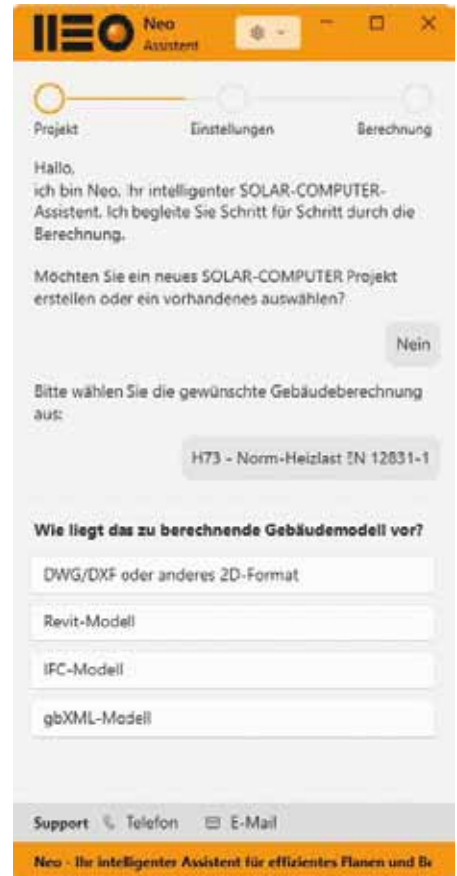 NEO Neo
Assistent
Projekt Einstellungen Berechnung
Hallo,
ich bin Neo, Ihr intelligenter SOLAR-COMPUTER-
Assistent. Ich begleite Sie Schritt für Schritt durch die
Berechnung.
Möchten Sie ein neues SOLAR-COMPUTER Projekt
erstellen oder ein vorhandenes auswählen?
Nein
Bitte wählen Sie die gewünschte Gebäudeberechnung
aus:
H73 - Norm-Heizlast EN 12831-1
Wie liegt das zu berechnende Gebäudemodell vor?
DWG/DXF oder anderes 2D-Format
Revit-Modell
IFC-Modell
gbXML-Modell
Support Telefon E-Mail
Neo - Ihr intelligenter Assistent für effizientes Planen und Be